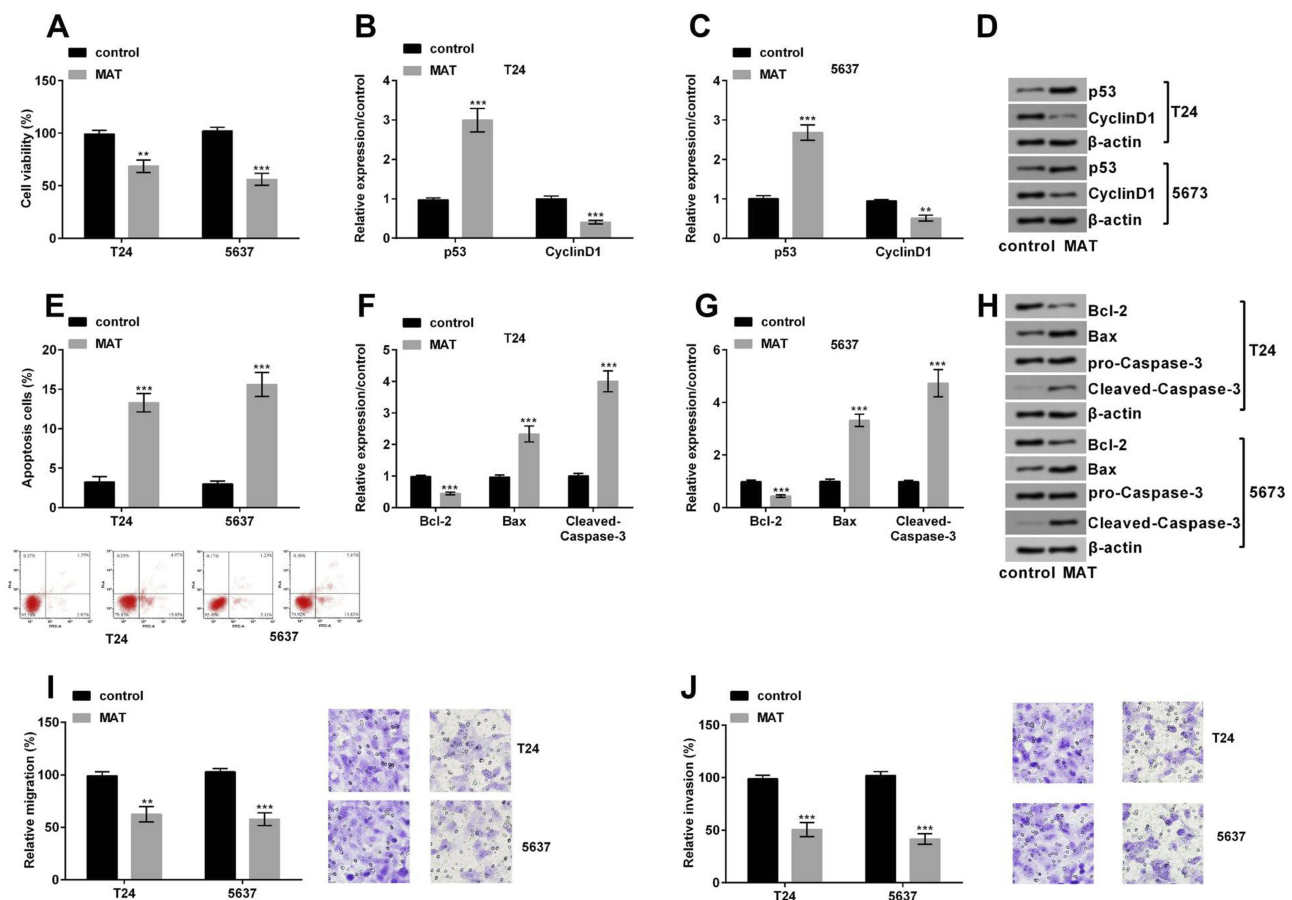 A
control
MAT
Cell viability (%)
150
100
50
0
T24
5637
**
***
B
control
MAT
T24
Relative expression/control
4
3
2
1
0
***
***
p53
CyclinD1
C
control
MAT
5637
Relative expression/control
4
3
2
1
0
***
**
p53
CyclinD1
D
p53
CyclinD1
β-actin
T24
p53
CyclinD1
β-actin
5673
control MAT
E
control
MAT
Apoptosis cells (%)
20
15
10
5
0
***
***
T24
5637
T24
5637
F
control
MAT
T24
Relative expression/control
5
4
3
2
1
0
***
***
***
Bcl-2
Bax
Cleaved-
Caspase-3
G
control
MAT
5637
Relative expression/control
6
4
2
0
***
***
***
Bcl-2
Bax
Cleaved-
Caspase-3
H
Bcl-2
Bax
pro-Caspase-3
Cleaved-Caspase-3
β-actin
T24
Bcl-2
Bax
pro-Caspase-3
Cleaved-Caspase-3
β-actin
5673
control MAT
I
control
MAT
Relative migration (%)
150
100
50
0
**
***
T24
5637
T24
5637
J
control
MAT
Relative invasion (%)
150
100
50
0
***
***
T24
5637
T24
5637